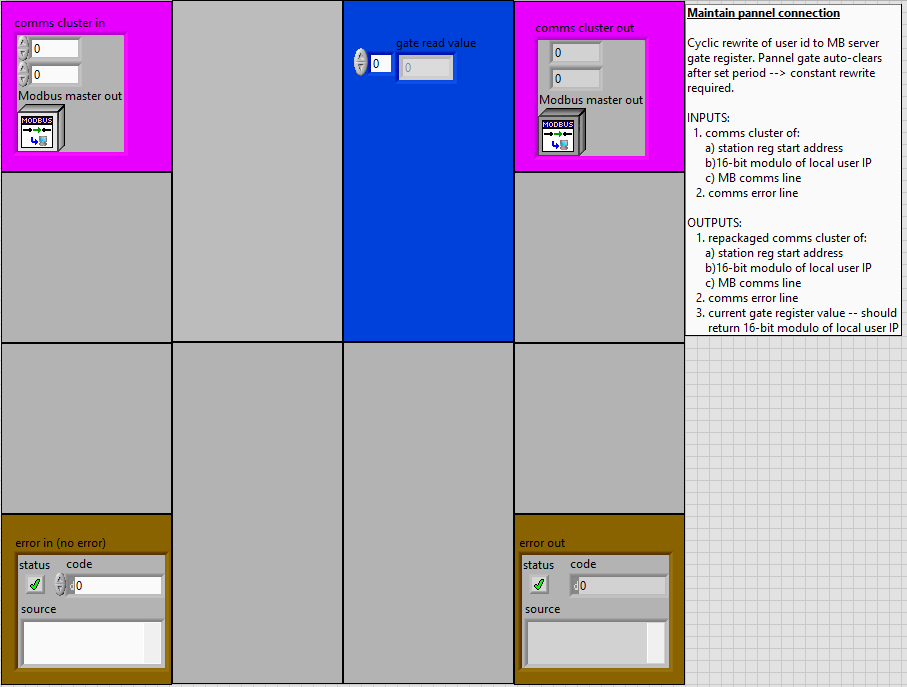 comms cluster in
0
0
Modbus master out
MODBUS
gate read value
0
0
comms cluster out
0
0
Modbus master out
MODBUS
Maintain pannel connection
Cyclic rewrite of user id to MB server
gate register. Pannel gate auto-clears
after set period --> constant rewrite
required.
INPUTS:
1. comms cluster of:
a) station reg start address
b)16-bit modulo of local user IP
c) MB comms line
2. comms error line
OUTPUTS:
1. repackaged comms cluster of:
a) station reg start address
b)16-bit modulo of local user IP
c) MB comms line
2. comms error line
3. current gate register value -- should
return 16-bit modulo of local user IP
error in (no error)
status code
d0
source
error out
status code
d0
source